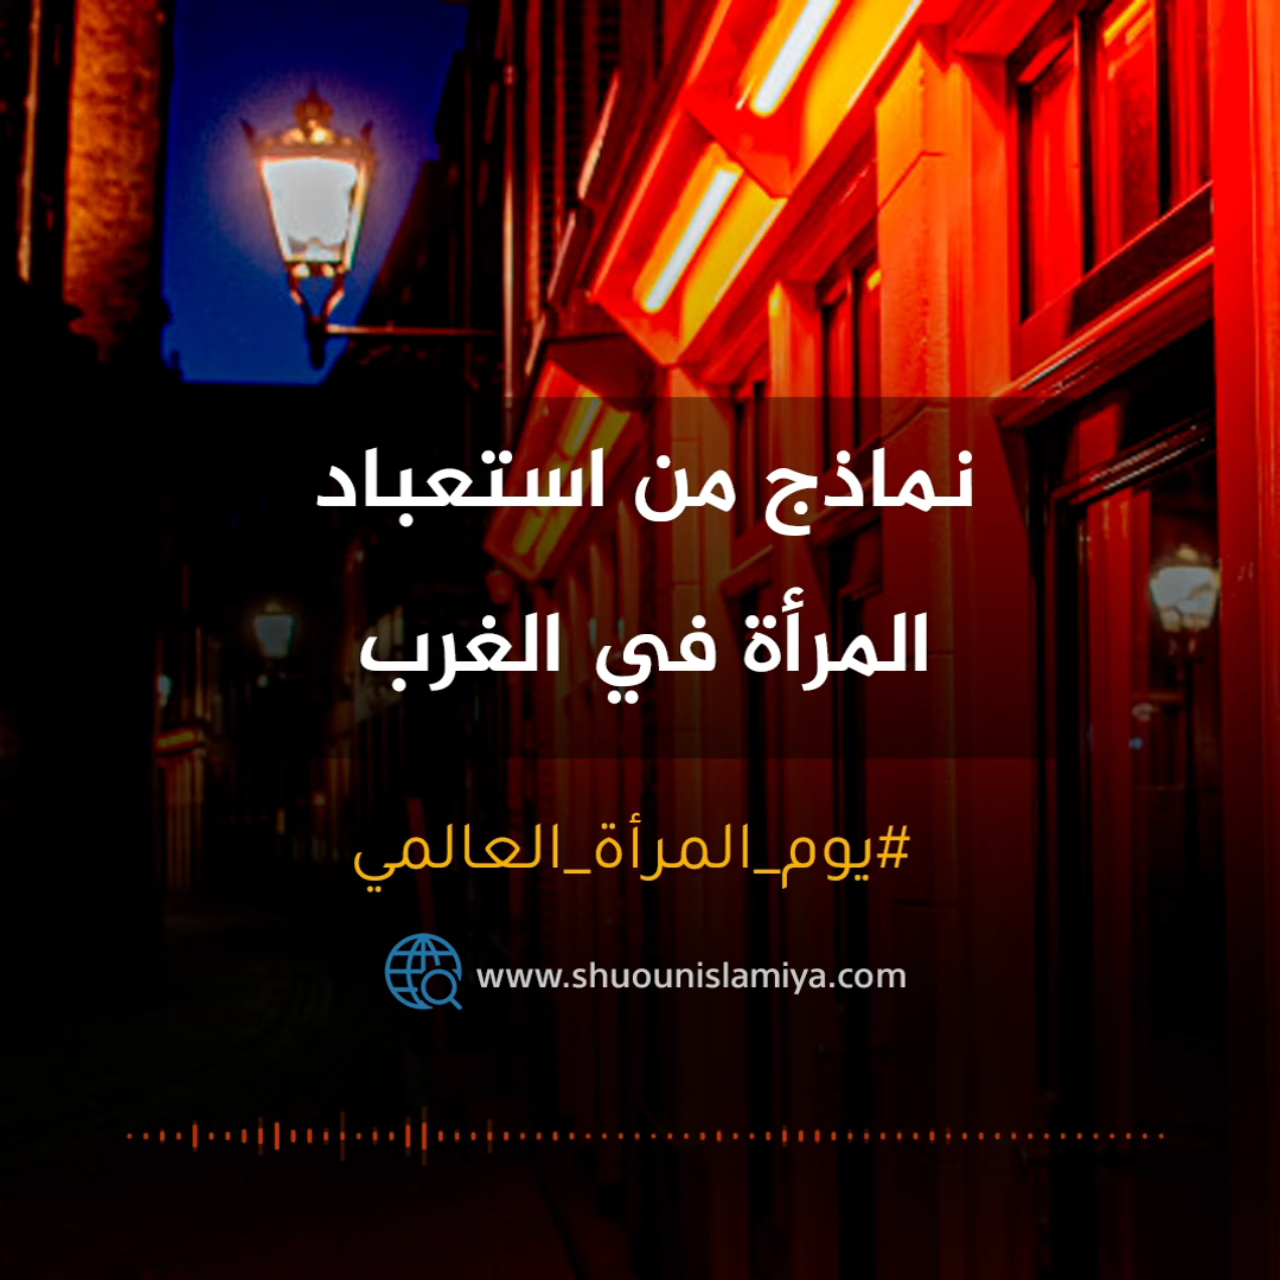 نماذج من استعباد
المرأة في الغرب
#يوم_المرأة_العالمي
www.shuounislamiya.com